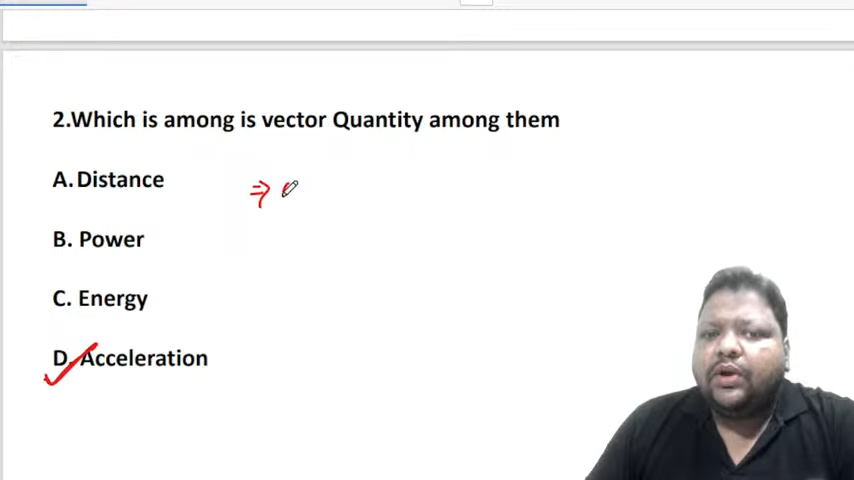 2.Which is among is vector Quantity among them
A. Distance
B. Power
C. Energy
D. Acceleration